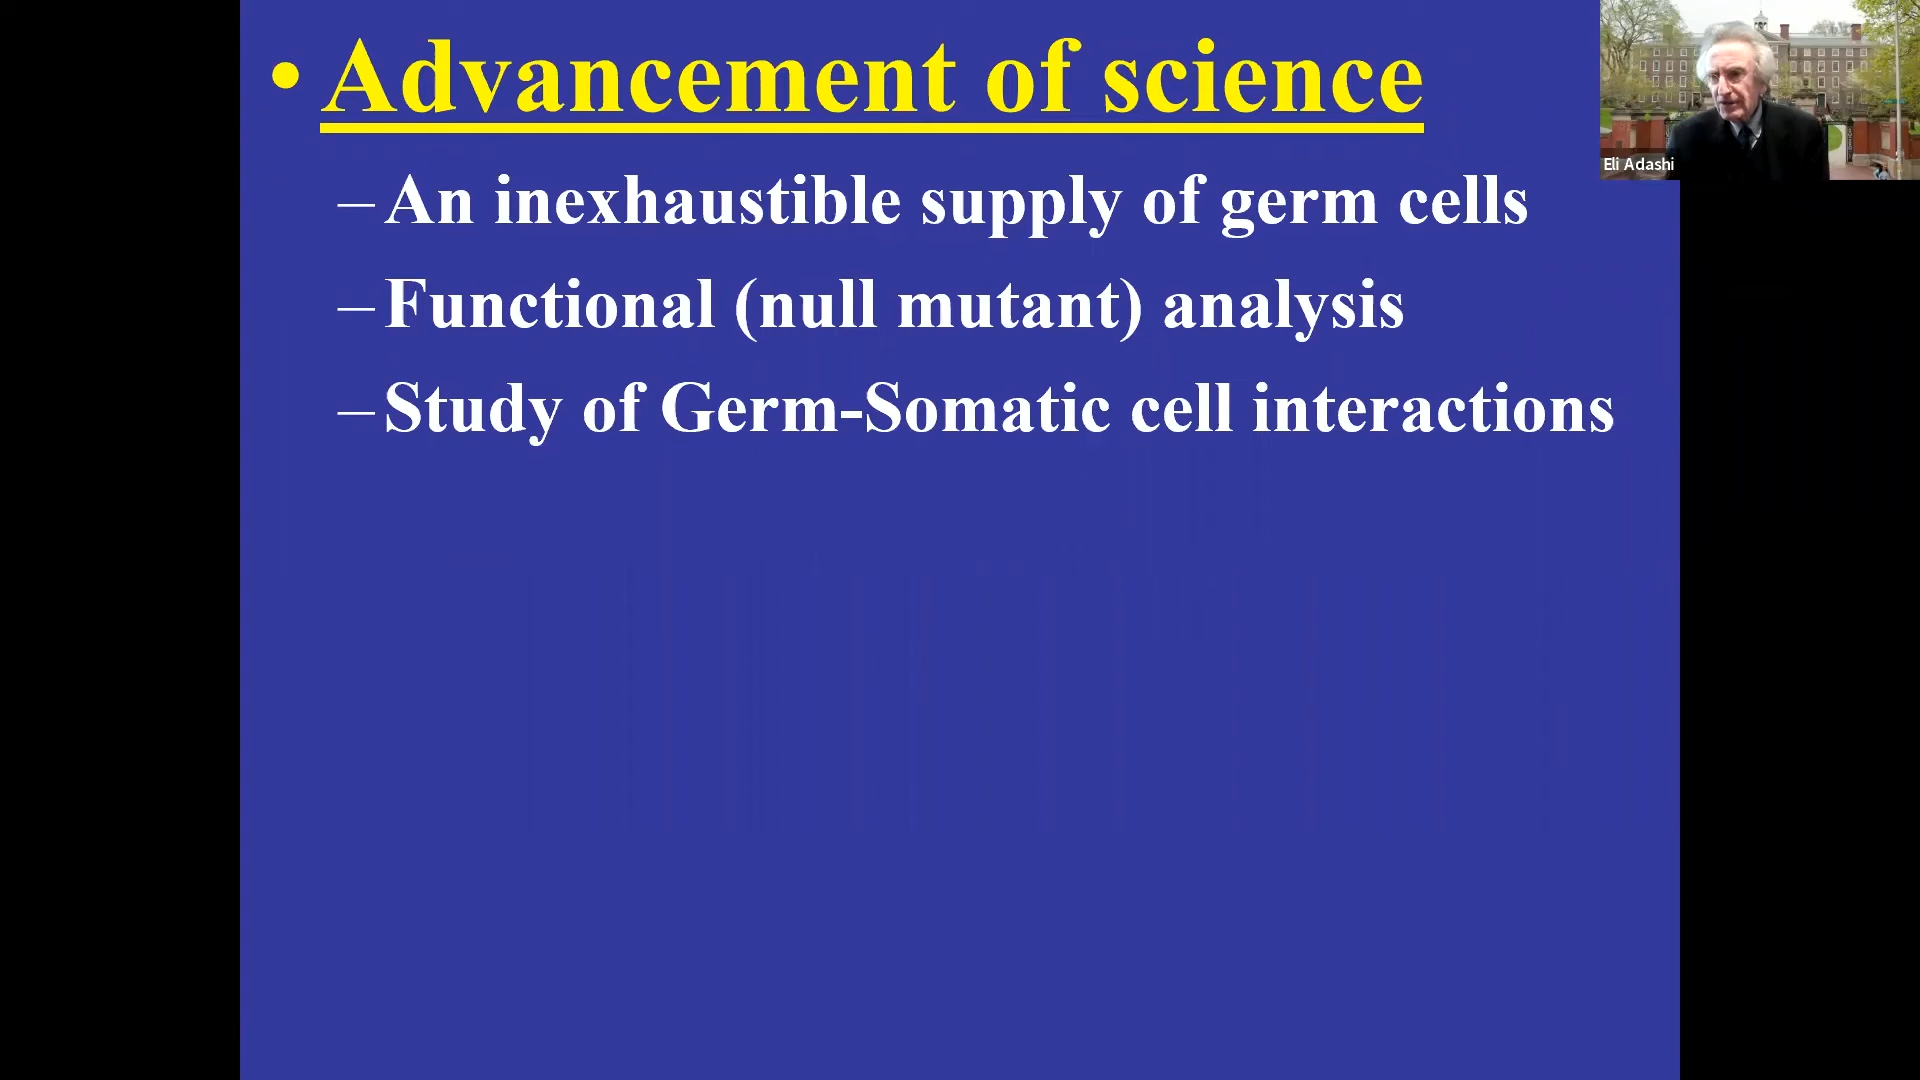 • Advancement of science
– An inexhaustible supply of germ cells
– Functional (null mutant) analysis
– Study of Germ-Somatic cell interactions
Eli Adashi